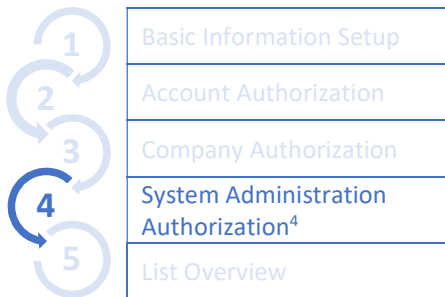 1 Basic Information Setup
2 Account Authorization
3 Company Authorization
4 System Administration
Authorization⁴
5 List Overview